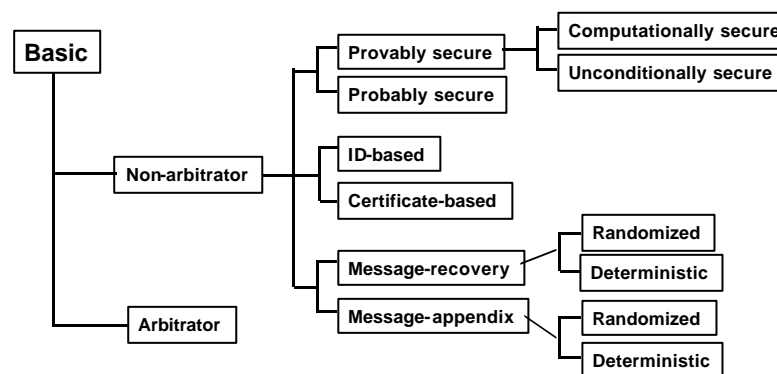 Basic
Non-arbitrator
Arbitrator
Provably secure
Computationally secure
Unconditionally secure
Probably secure
ID-based
Certificate-based
Message-recovery
Randomized
Deterministic
Message-appendix
Randomized
Deterministic